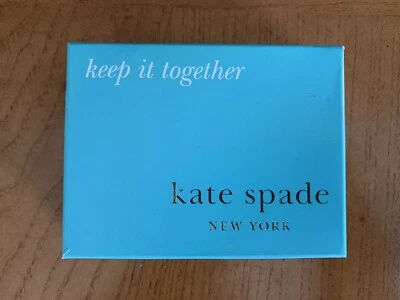 keep it together
kate spade
NEW YORK